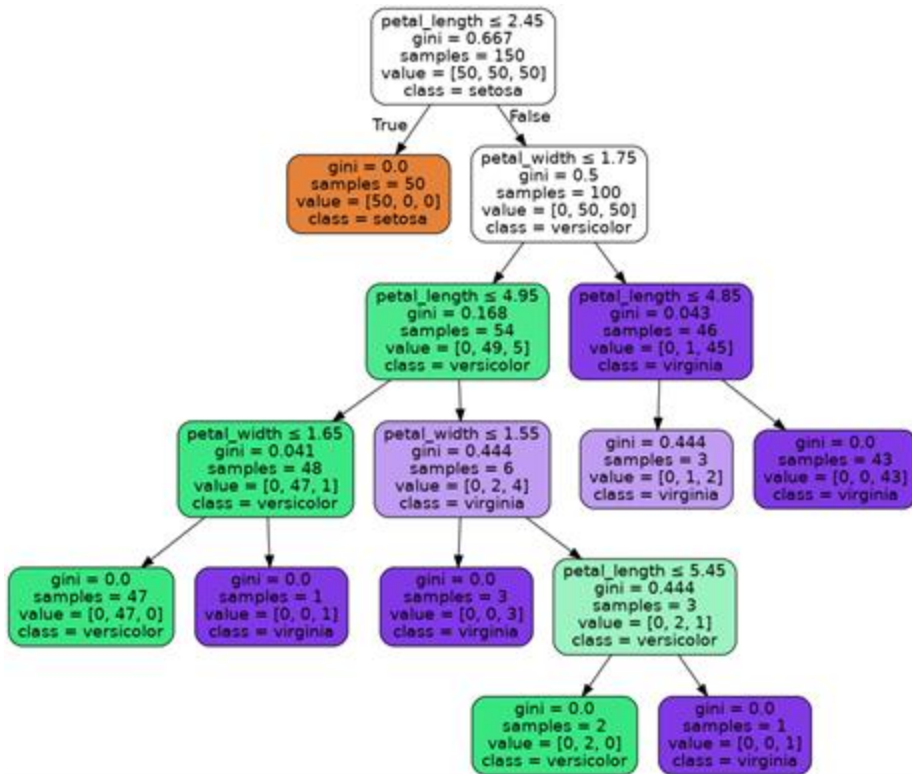 petal_length ≤ 2.45
gini = 0.667
samples = 150
value = [50, 50, 50]
class = setosa
True
False
gini = 0.0
samples = 50
value = [50, 0, 0]
class = setosa
petal_width ≤ 1.75
gini = 0.5
samples = 100
value = [0, 50, 50]
class = versicolor
petal_length ≤ 4.95
gini = 0.168
samples = 54
value = [0, 49, 5]
class = versicolor
petal_length ≤ 4.85
gini = 0.043
samples = 46
value = [0, 1, 45]
class = virginia
petal_width ≤ 1.65
gini = 0.041
samples = 48
value = [0, 47, 1]
class = versicolor
petal_width ≤ 1.55
gini = 0.444
samples = 6
value = [0, 2, 4]
class = virginia
gini = 0.444
samples = 3
value = [0, 1, 2]
class = virginia
gini = 0.0
samples = 43
value = [0, 0, 43]
class = virginia
gini = 0.0
samples = 47
value = [0, 47, 0]
class = versicolor
gini = 0.0
samples = 1
value = [0, 0, 1]
class = virginia
gini = 0.0
samples = 3
value = [0, 0, 3]
class = virginia
petal_length ≤ 5.45
gini = 0.444
samples = 3
value = [0, 2, 1]
class = versicolor
gini = 0.0
samples = 2
value = [0, 2, 0]
class = versicolor
gini = 0.0
samples = 1
value = [0, 0, 1]
class = virginia